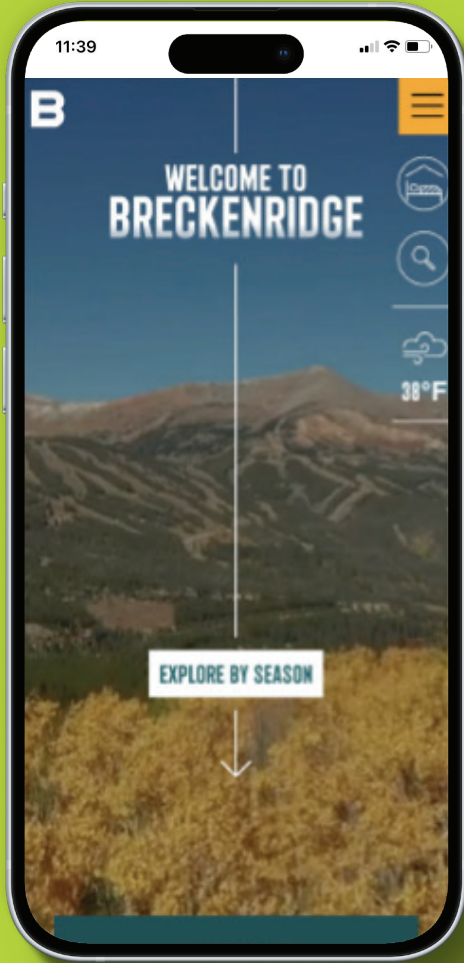 11:39
B
WELCOME TO
BRECKENRIDGE
38°F
EXPLORE BY SEASON